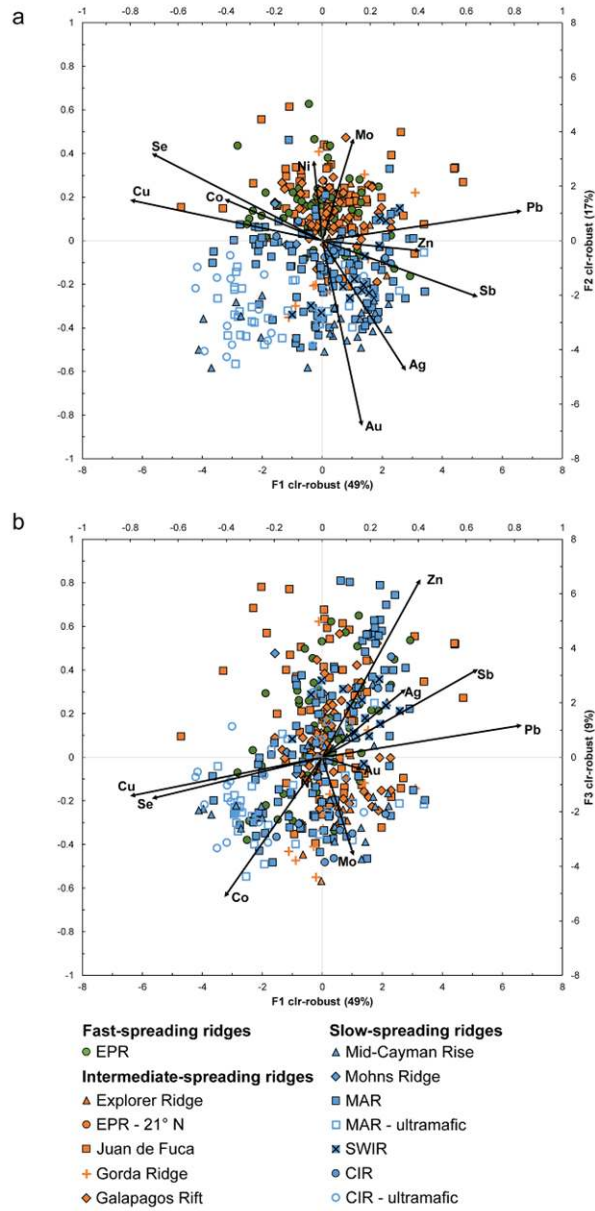 a
-1 -0.8 -0.6 -0.4 -0.2 0 0.2 0.4 0.6 0.8 1
1
0.8
0.6
0.4
0.2
0
-0.2
-0.4
-0.6
-0.8
-1
8
6
4
2
0
-2
-4
-6
-8
F2 clr-robust (17%)
Se
Cu
Co
Ni
Mo
Pb
Zn
Sb
Ag
Au
-8 -6 -4 -2 0 2 4 6 8
F1 clr-robust (49%)
b
-1 -0.8 -0.6 -0.4 -0.2 0 0.2 0.4 0.6 0.8 1
1
0.8
0.6
0.4
0.2
0
-0.2
-0.4
-0.6
-0.8
-1
8
6
4
2
0
-2
-4
-6
-8
F3 clr-robust (9%)
Zn
Sb
Ag
Pb
Au
Cu
Se
Mo
Co
-8 -6 -4 -2 0 2 4 6 8
F1 clr-robust (49%)
Fast-spreading ridges
EPR
Intermediate-spreading ridges
Explorer Ridge
EPR - 21° N
Juan de Fuca
Gorda Ridge
Galapagos Rift
Slow-spreading ridges
Mid-Cayman Rise
Mohns Ridge
MAR
MAR - ultramafic
SWIR
CIR
CIR - ultramafic